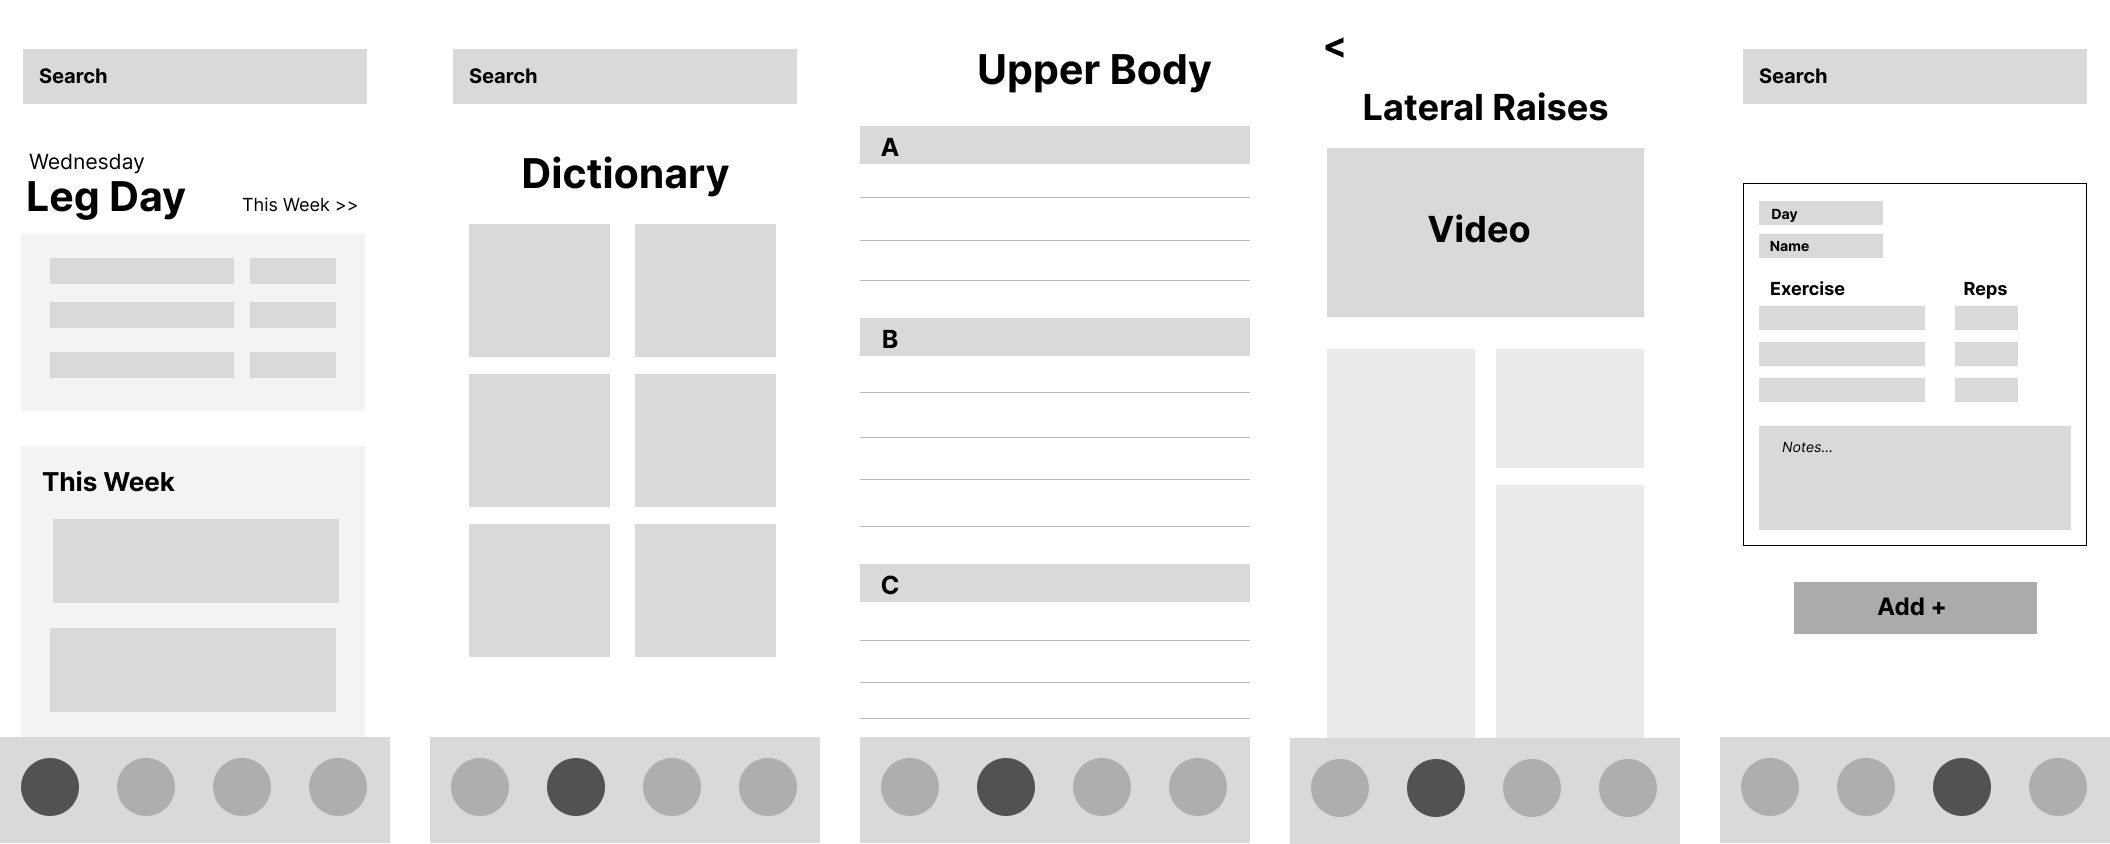 Search
Wednesday
Leg Day
This Week >>
This Week
Search
Dictionary
Upper Body
A
B
C
<
Lateral Raises
Video
Search
Day
Name
Exercise Reps
Notes...
Add +